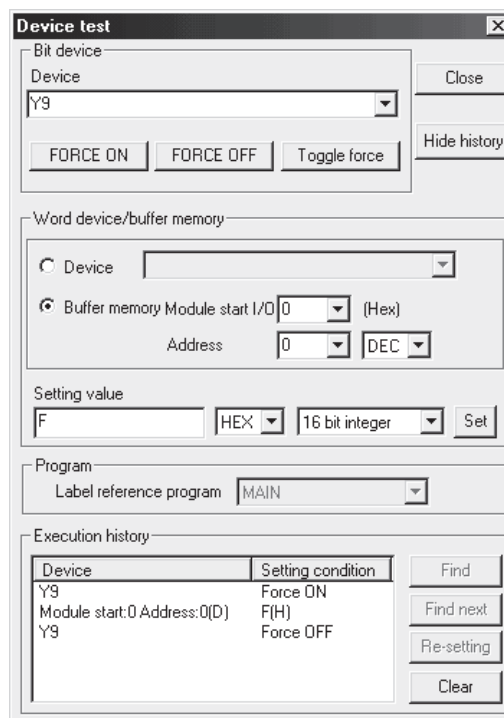 Device test
Bit device
Device
Close
Y9
FORCE ON FORCE OFF Toggle force
Hide history
Word device/buffer memory
Device
Buffer memory Module start I/O 0 (Hex)
Address 0 DEC
Setting value
F HEX 16 bit integer Set
Program
Label reference program MAIN
Execution history
Device Setting condition Find
Y9 Force ON
Module start:0 Address:0(D) F(H) Find next
Y9 Force OFF
Re-setting
Clear